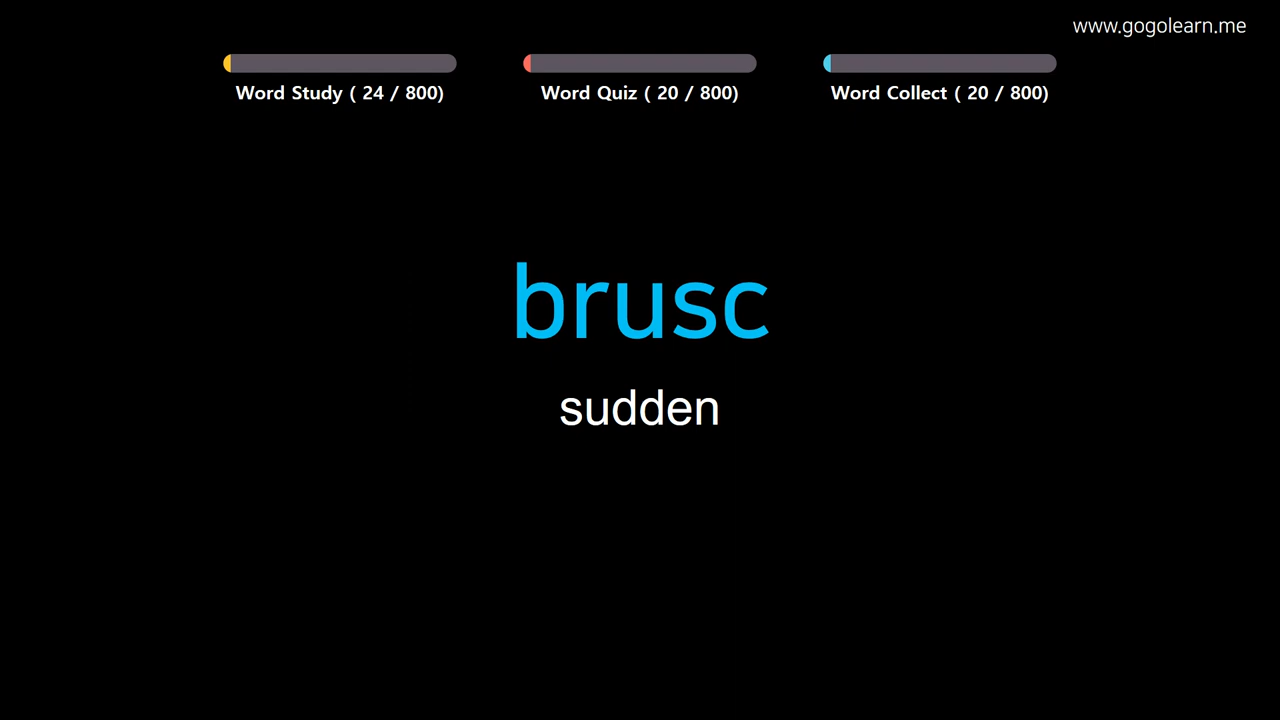 www.gogolearn.me
Word Study ( 24 / 800)
Word Quiz ( 20 / 800)
Word Collect ( 20 / 800)
brusc
sudden